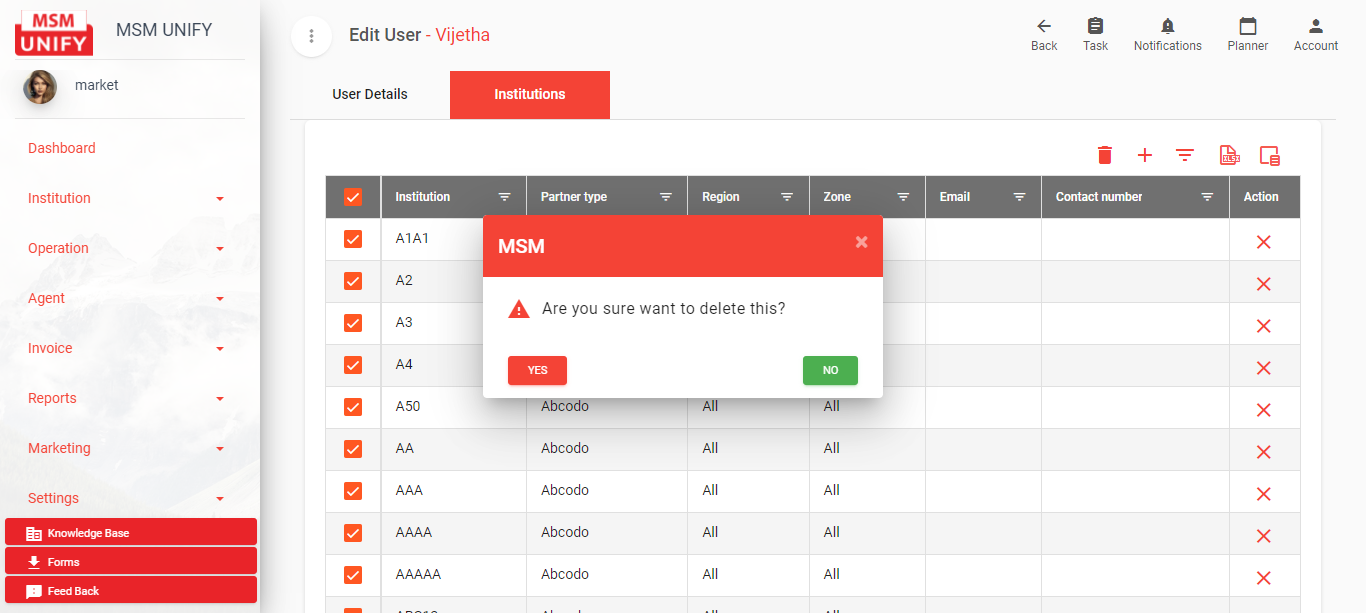 MSM
UNIFY
MSM UNIFY
market
Dashboard
Institution
Operation
Agent
Invoice
Reports
Marketing
Settings
Knowledge Base
Forms
Feed Back
Edit User - Vijetha
Back
Task
Notifications
Planner
Account
User Details
Institutions
Institution
Partner type
Region
Zone
Email
Contact number
Action
MSM
Are you sure want to delete this?
YES
NO
A1A1
A2
A3
A4
A50 Abcodo All All
AA Abcodo All All
AAA Abcodo All All
AAAA Abcodo All All
AAAAA Abcodo All All